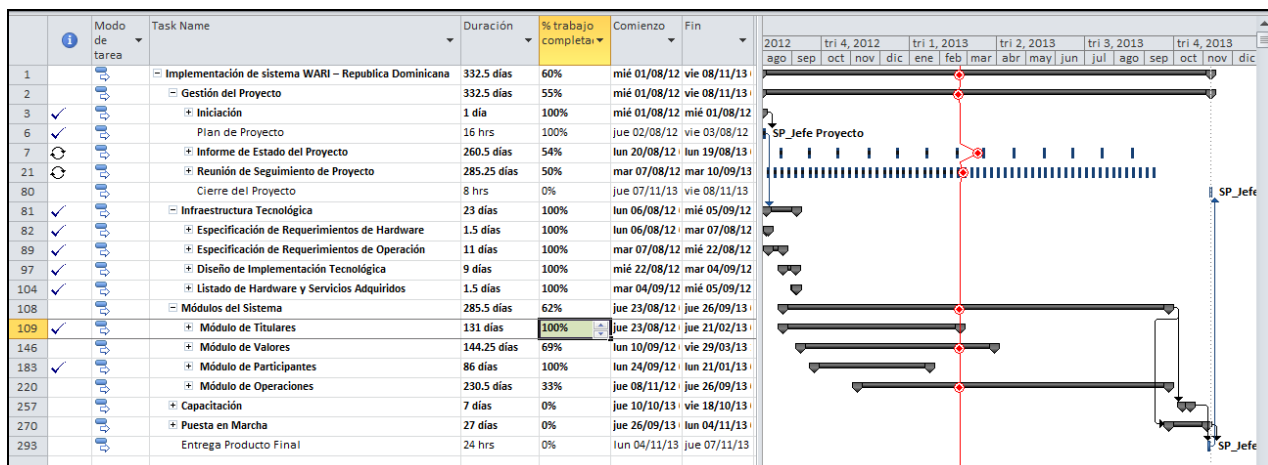 Modo de tarea Task Name Duración % trabajo completa Comienzo Fin
2012 tri 4, 2012 tri 1, 2013 tri 2, 2013 tri 3, 2013 tri 4, 2013
ago sep oct nov dic ene feb mar abr may jun jul ago sep oct nov dic
1 Implementación de sistema WARI – Republica Dominicana 332.5 días 60% mié 01/08/12 vie 08/11/13
2 Gestión del Proyecto 332.5 días 55% mié 01/08/12 vie 08/11/13
3 Iniciación 1 día 100% mié 01/08/12 mié 01/08/12
6 Plan de Proyecto 16 hrs 100% jue 02/08/12 vie 03/08/12 SP_Jefe Proyecto
7 Informe de Estado del Proyecto 260.5 días 54% lun 20/08/12 lun 19/08/13
21 Reunión de Seguimiento de Proyecto 285.25 días 50% mar 07/08/12 mar 10/09/13
80 Cierre del Proyecto 8 hrs 0% jue 07/11/13 vie 08/11/13 SP_Jefe
81 Infraestructura Tecnológica 23 días 100% lun 06/08/12 mié 05/09/12
82 Especificación de Requerimientos de Hardware 1.5 días 100% lun 06/08/12 mar 07/08/12
89 Especificación de Requerimientos de Operación 11 días 100% mar 07/08/12 mié 22/08/12
97 Diseño de Implementación Tecnológica 9 días 100% mié 22/08/12 mar 04/09/12
104 Listado de Hardware y Servicios Adquiridos 1.5 días 100% mar 04/09/12 mié 05/09/12
108 Módulos del Sistema 285.5 días 62% jue 23/08/12 jue 26/09/13
109 Módulo de Titulares 131 días 100% jue 23/08/12 jue 21/02/13
146 Módulo de Valores 144.25 días 69% lun 10/09/12 vie 29/03/13
183 Módulo de Participantes 86 días 100% lun 24/09/12 lun 21/01/13
220 Módulo de Operaciones 230.5 días 33% jue 08/11/12 jue 26/09/13
257 Capacitación 7 días 0% jue 10/10/13 vie 18/10/13
270 Puesta en Marcha 27 días 0% jue 26/09/13 lun 04/11/13
293 Entrega Producto Final 24 hrs 0% lun 04/11/13 jue 07/11/13 SP_Jefe